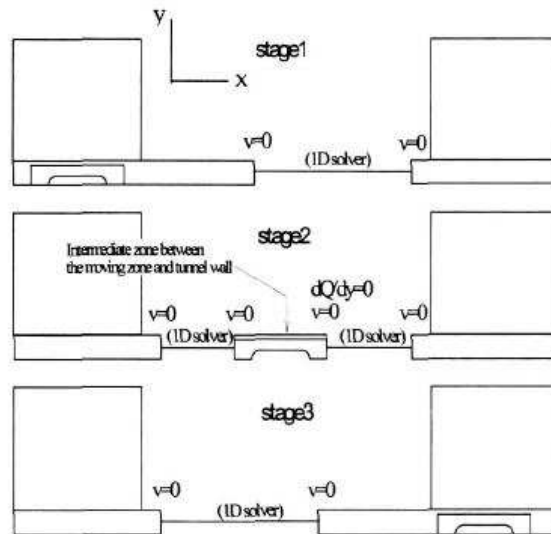 y
stage1
x
v=0
v=0
(1D solver)
stage2
Intermediate zone between
the moving zone and tunnel wall
dQ/dy=0
v=0
v=0
v=0
v=0
(1D solver)
(1D solver)
stage3
v=0
v=0
(1D solver)